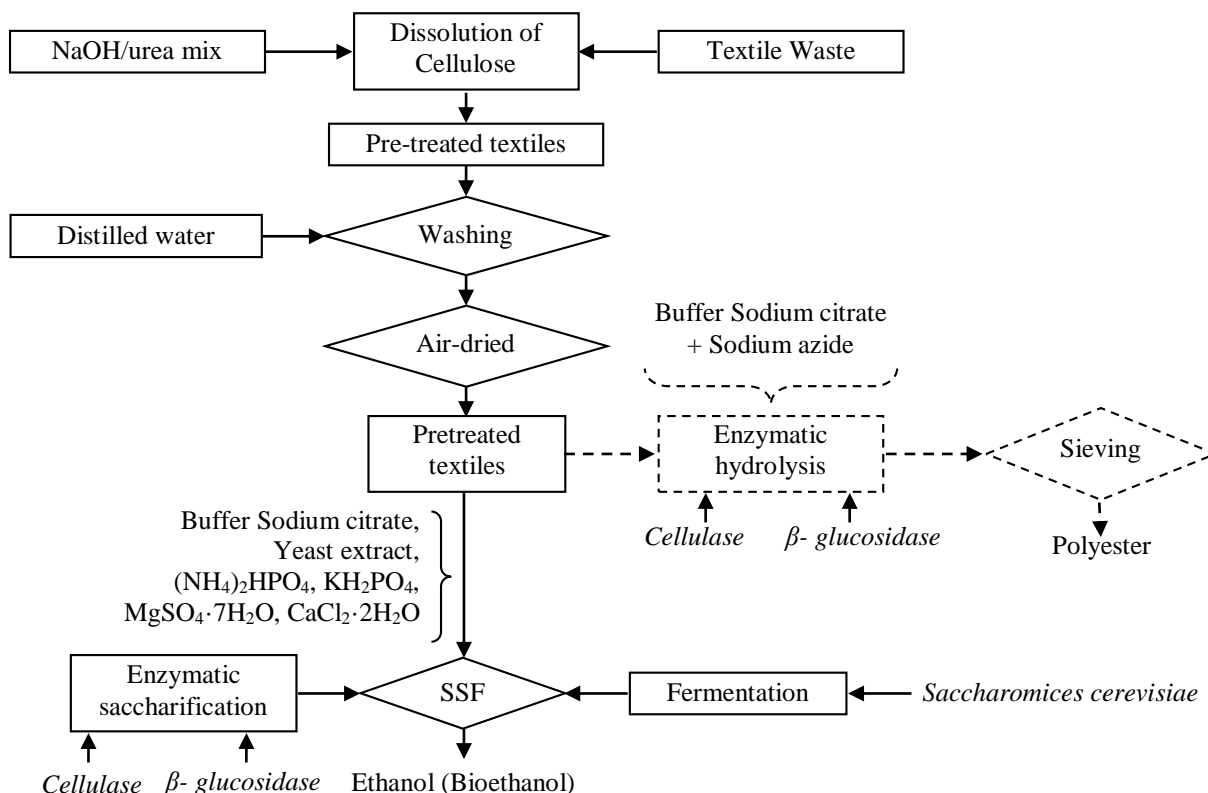 NaOH/urea mix
Dissolution of
Cellulose
Textile Waste
Pre-treated textiles
Distilled water
Washing
Air-dried
Buffer Sodium citrate
+ Sodium azide
Pretreated
textiles
Enzymatic
hydrolysis
Sieving
Cellulase
β- glucosidase
Polyester
Buffer Sodium citrate,
Yeast extract,
(NH₄)₂HPO₄, KH₂PO₄,
MgSO₄·7H₂O, CaCl₂·2H₂O
Enzymatic
saccharification
SSF
Fermentation
Saccharomices cerevisiae
Cellulase
β- glucosidase
Ethanol (Bioethanol)